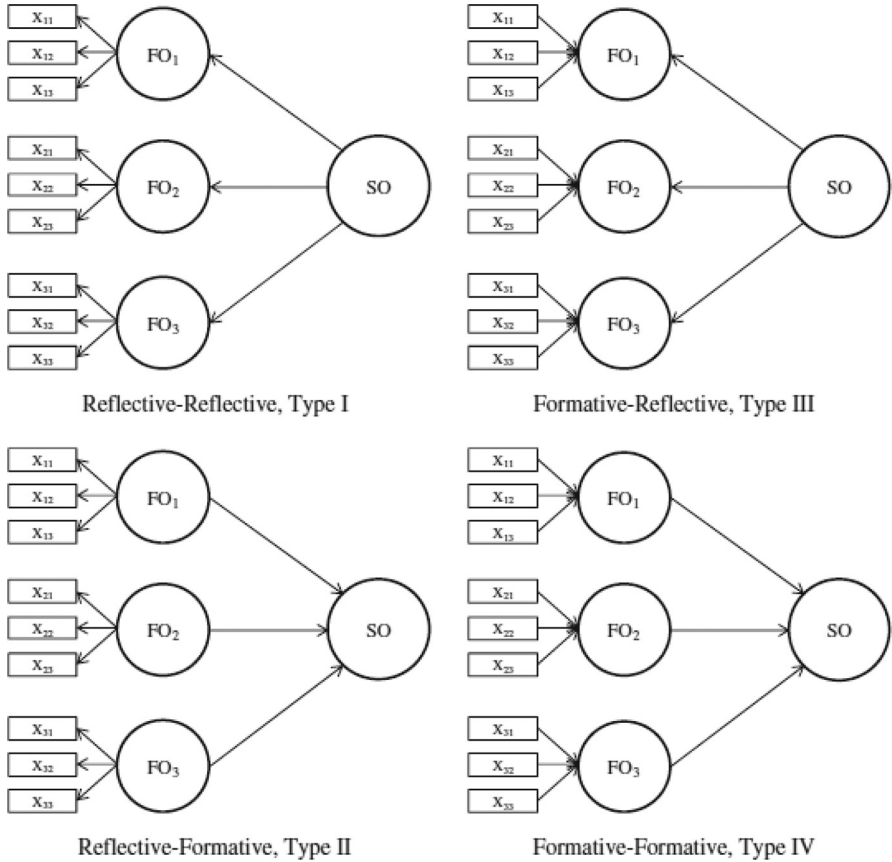 x₁₁
x₁₂
x₁₃
FO₁
x₂₁
x₂₂
x₂₃
FO₂
SO
x₃₁
x₃₂
x₃₃
FO₃
Reflective-Reflective, Type I
x₁₁
x₁₂
x₁₃
FO₁
x₂₁
x₂₂
x₂₃
FO₂
SO
x₃₁
x₃₂
x₃₃
FO₃
Formative-Reflective, Type III
x₁₁
x₁₂
x₁₃
FO₁
x₂₁
x₂₂
x₂₃
FO₂
SO
x₃₁
x₃₂
x₃₃
FO₃
Reflective-Formative, Type II
x₁₁
x₁₂
x₁₃
FO₁
x₂₁
x₂₂
x₂₃
FO₂
SO
x₃₁
x₃₂
x₃₃
FO₃
Formative-Formative, Type IV